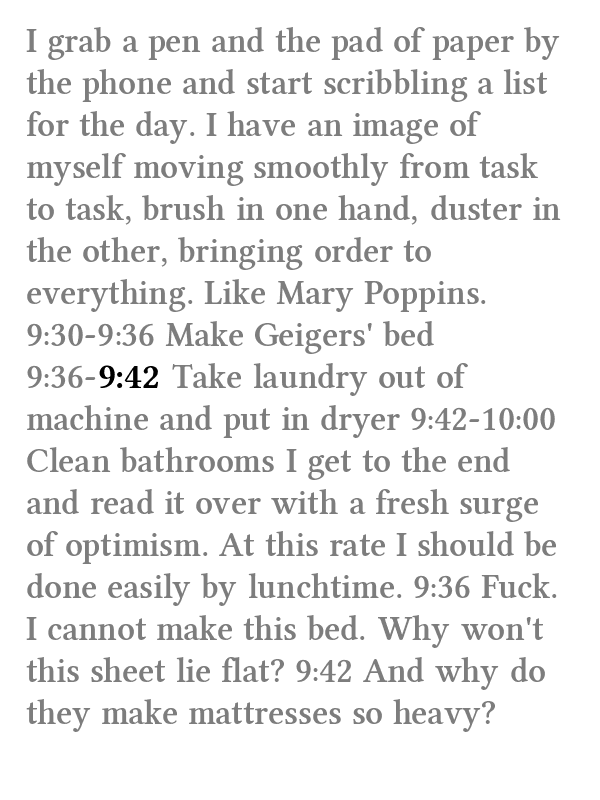 I grab a pen and the pad of paper by
the phone and start scribbling a list
for the day. I have an image of
myself moving smoothly from task
to task, brush in one hand, duster in
the other, bringing order to
everything. Like Mary Poppins.
9:30-9:36 Make Geigers' bed
9:36-9:42 Take laundry out of
machine and put in dryer 9:42-10:00
Clean bathrooms I get to the end
and read it over with a fresh surge
of optimism. At this rate I should be
done easily by lunchtime. 9:36 Fuck.
I cannot make this bed. Why won't
this sheet lie flat? 9:42 And why do
they make mattresses so heavy?